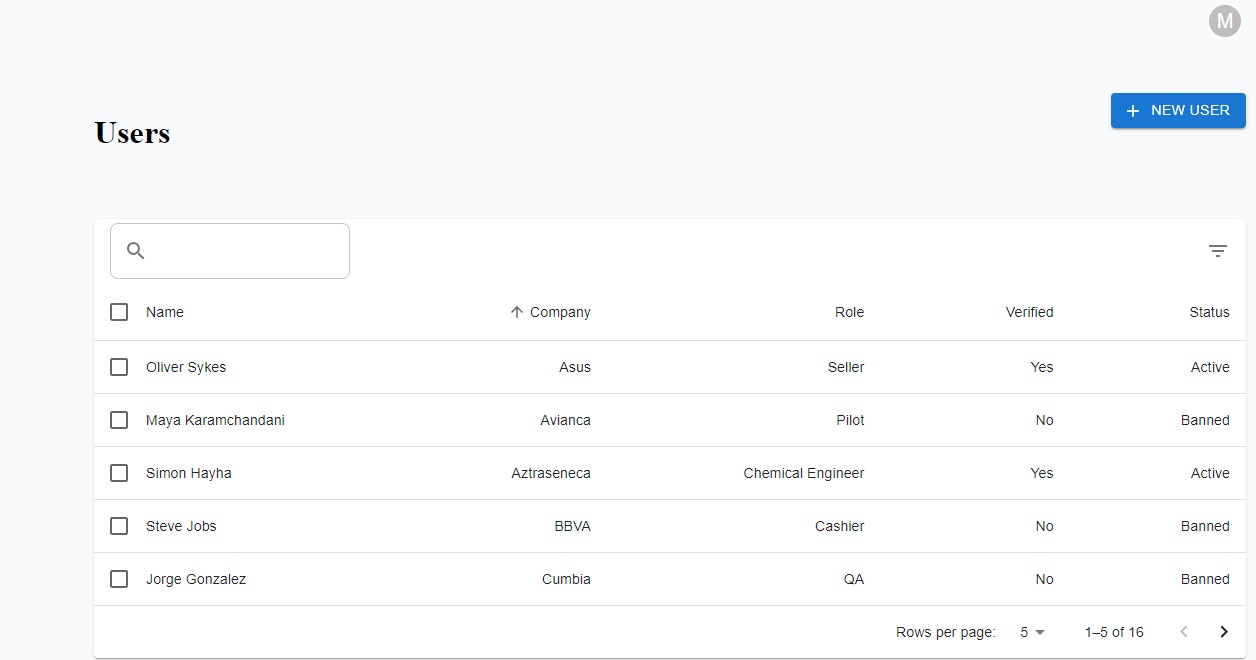 M
NEW USER
Users
Name Company Role Verified Status
Oliver Sykes Asus Seller Yes Active
Maya Karamchandani Avianca Pilot No Banned
Simon Hayha Aztraseneca Chemical Engineer Yes Active
Steve Jobs BBVA Cashier No Banned
Jorge Gonzalez Cumbia QA No Banned
Rows per page: 5 1–5 of 16